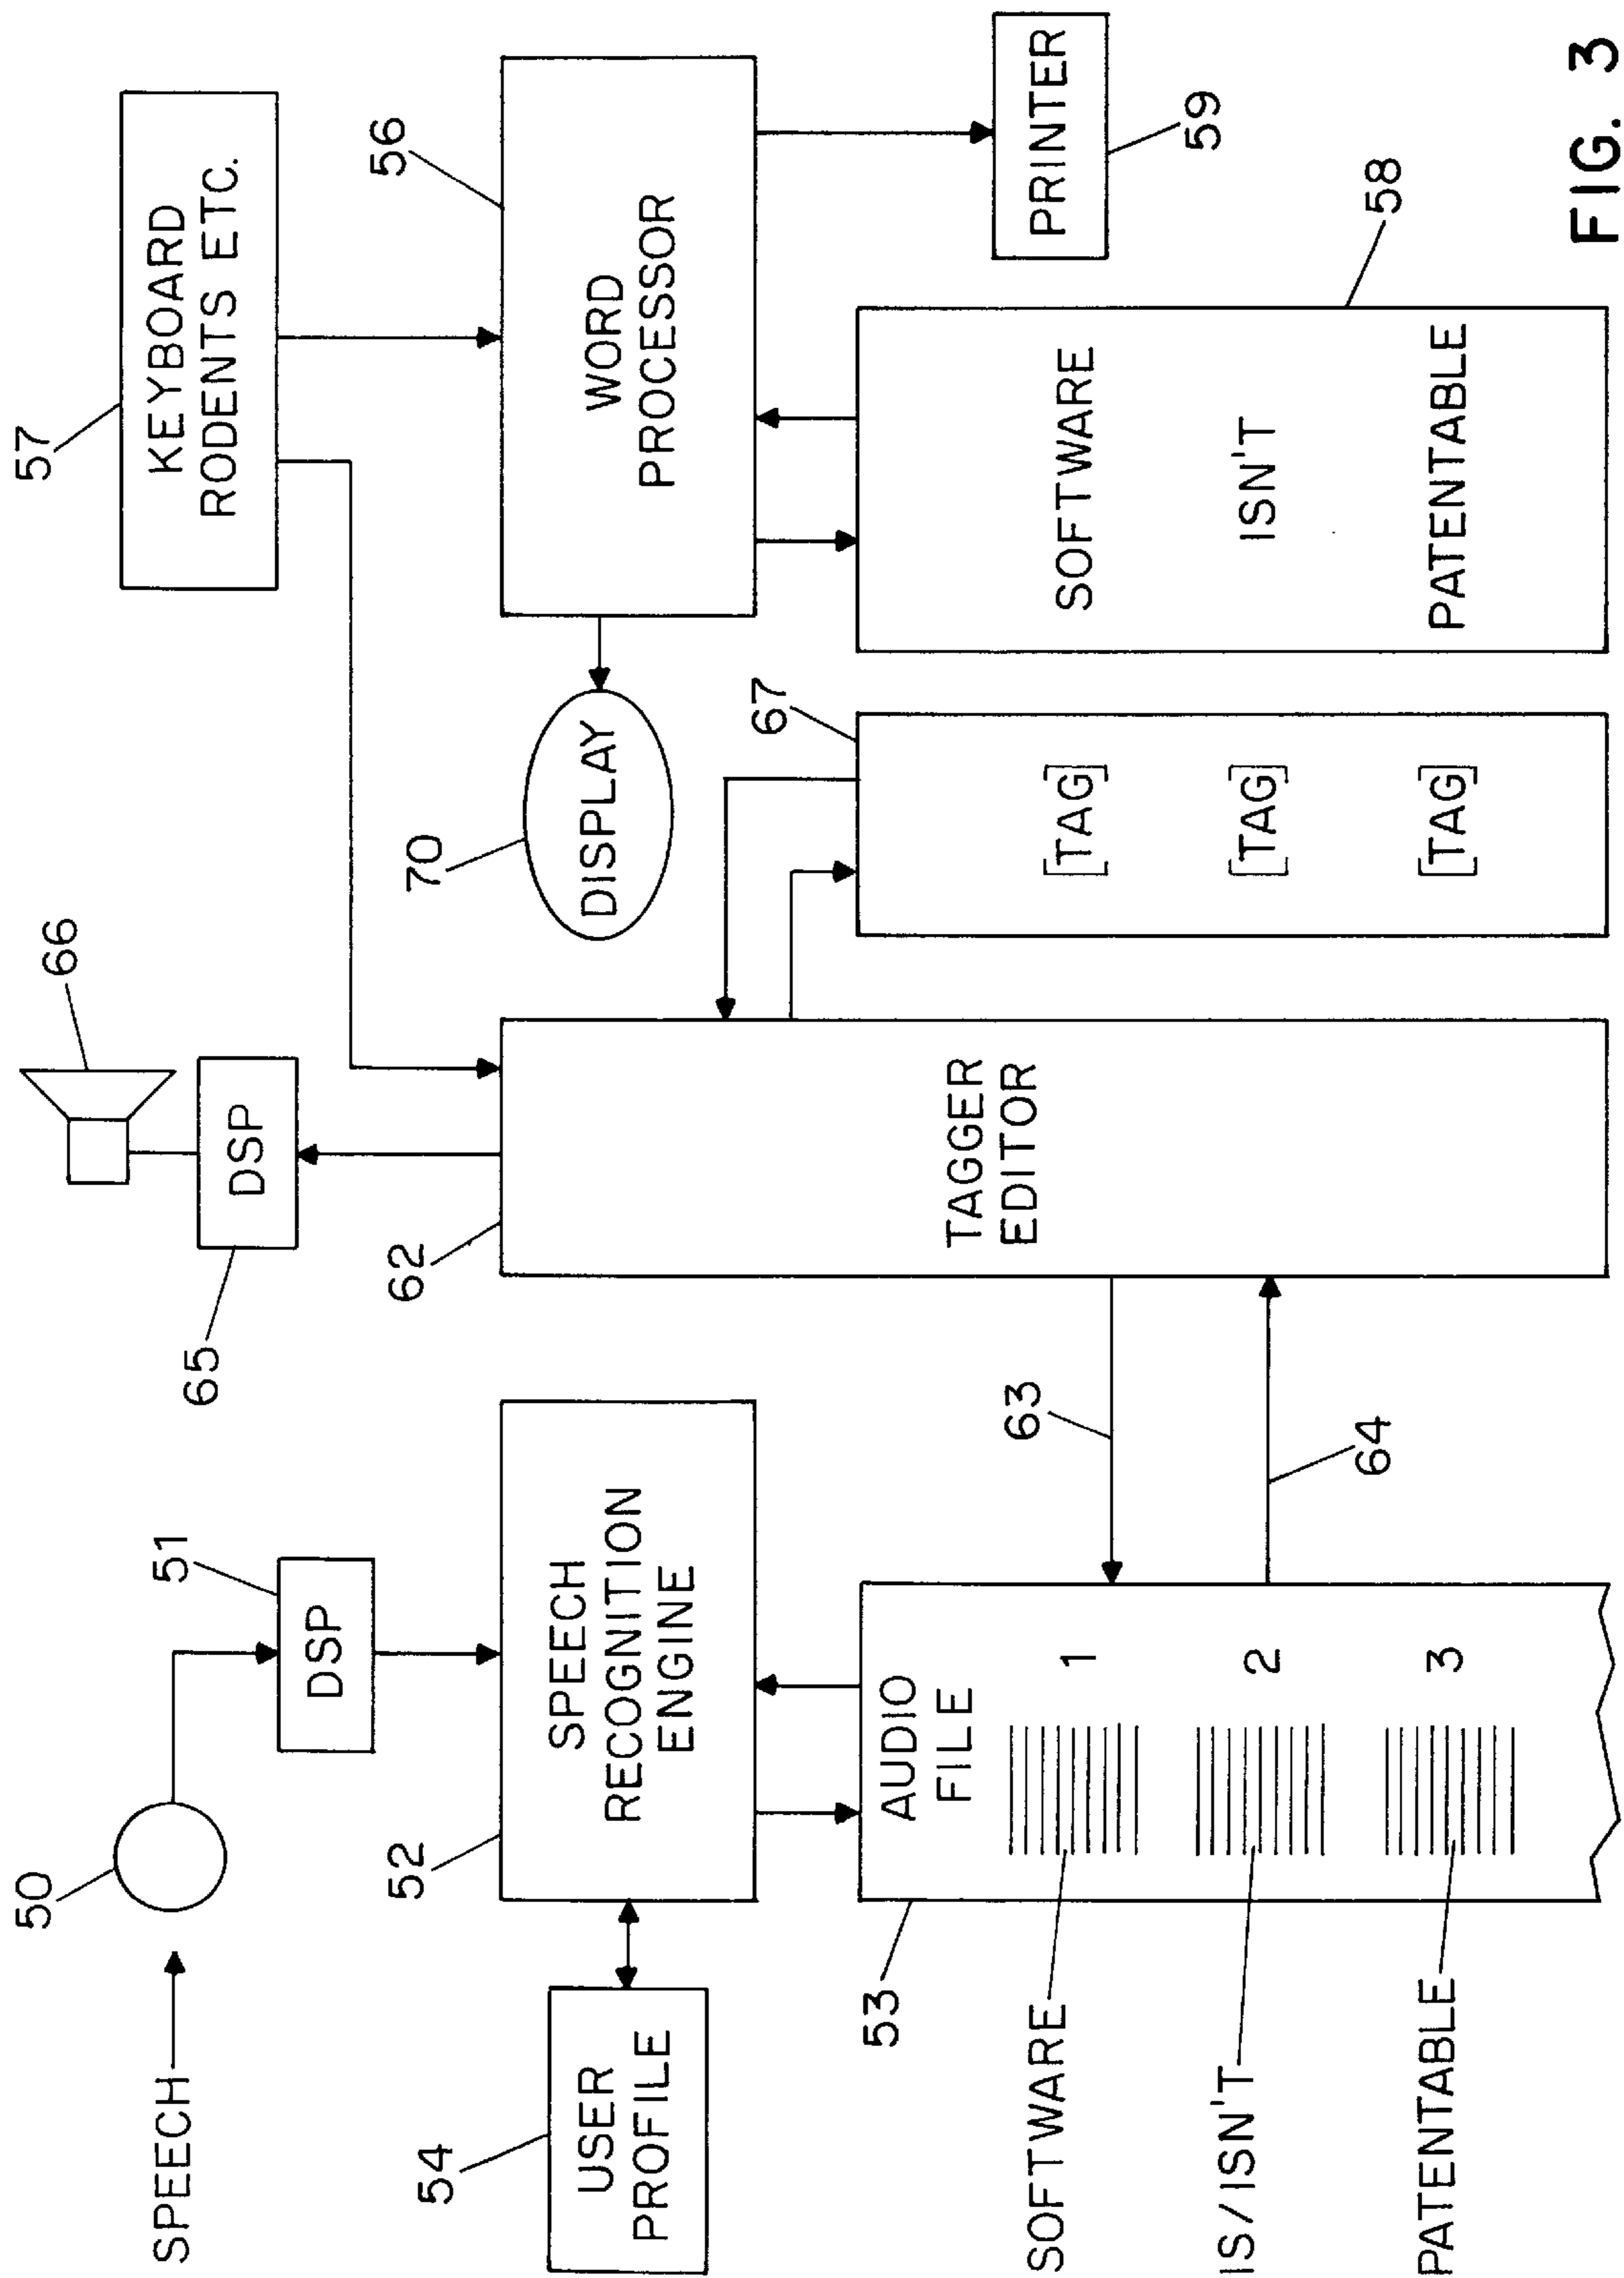 SPEECH
50
51
DSP
65
DSP
66
57
KEYBOARD
RODENTS ETC.
54
USER
PROFILE
52
SPEECH
RECOGNITION
ENGINE
62
TAGGER
EDITOR
70
DISPLAY
56
WORD
PROCESSOR
53
AUDIO
FILE
SOFTWARE
1
IS/ISN'T
2
PATENTABLE
3
63
64
67
[TAG]
[TAG]
[TAG]
58
SOFTWARE
ISN'T
PATENTABLE
PRINTER
59
FIG. 3